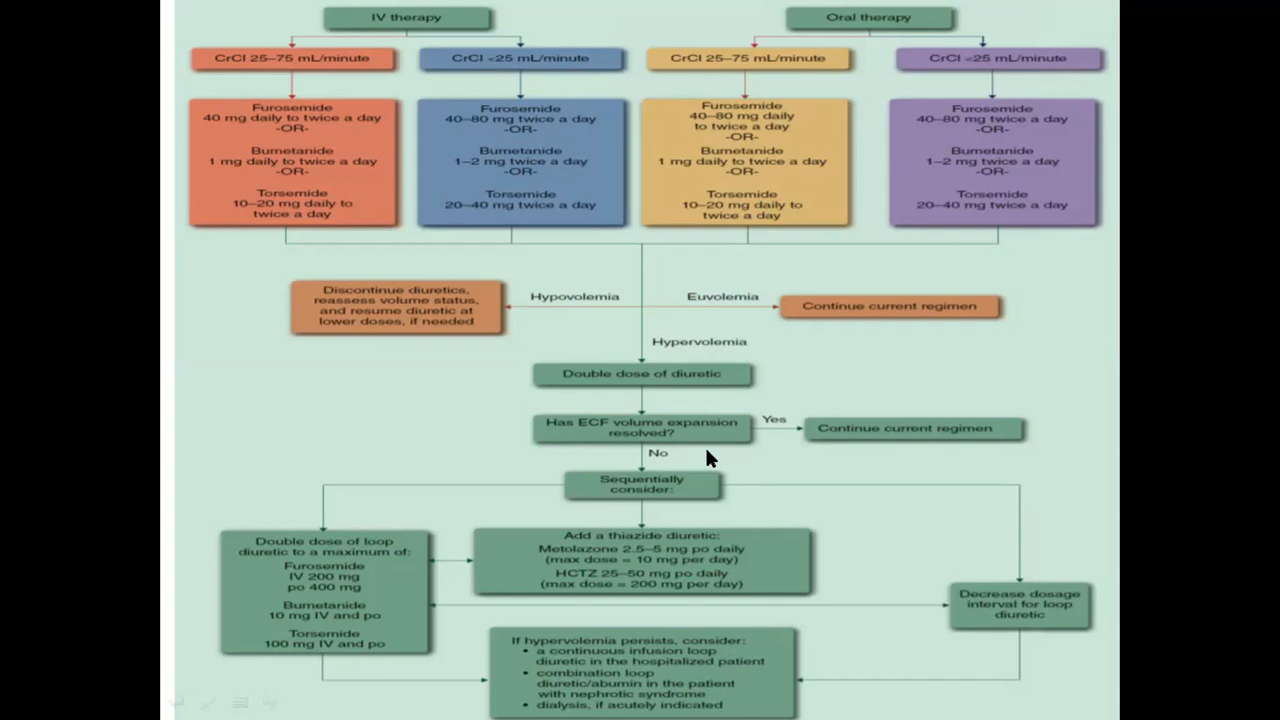 IV therapy
Oral therapy
CrCl 25–75 mL/minute
CrCl <25 mL/minute
CrCl 25–75 mL/minute
CrCl <25 mL/minute
Furosemide
40 mg daily to twice a day
-OR-
Bumetanide
1 mg daily to twice a day
-OR-
Torsemide
10–20 mg daily to
twice a day
Furosemide
40–80 mg twice a day
-OR-
Bumetanide
1–2 mg twice a day
-OR-
Torsemide
20–40 mg twice a day
Furosemide
40–80 mg daily
to twice a day
-OR-
Bumetanide
1 mg daily to twice a day
-OR-
Torsemide
10–20 mg daily to
twice a day
Furosemide
40–80 mg twice a day
-OR-
Bumetanide
1–2 mg twice a day
-OR-
Torsemide
20–40 mg twice a day
Discontinue diuretics,
reassess volume status,
and resume diuretic at
lower doses, if needed
Hypovolemia
Euvolemia
Continue current regimen
Hypervolemia
Double dose of diuretic
Has ECF volume expansion
resolved?
Yes
Continue current regimen
No
Sequentially
consider:
Double dose of loop
diuretic to a maximum of:
Furosemide
IV 200 mg
po 400 mg
Bumetanide
10 mg IV and po
Torsemide
100 mg IV and po
Add a thiazide diuretic:
Metolazone 2.5–5 mg po daily
(max dose = 10 mg per day)
HCTZ 25–50 mg po daily
(max dose = 200 mg per day)
Decrease dosage
interval for loop
diuretic
If hypervolemia persists, consider:
• a continuous infusion loop
diuretic in the hospitalized patient
• combination loop
diuretic/abumin in the patient
with nephrotic syndrome
• dialysis, if acutely indicated